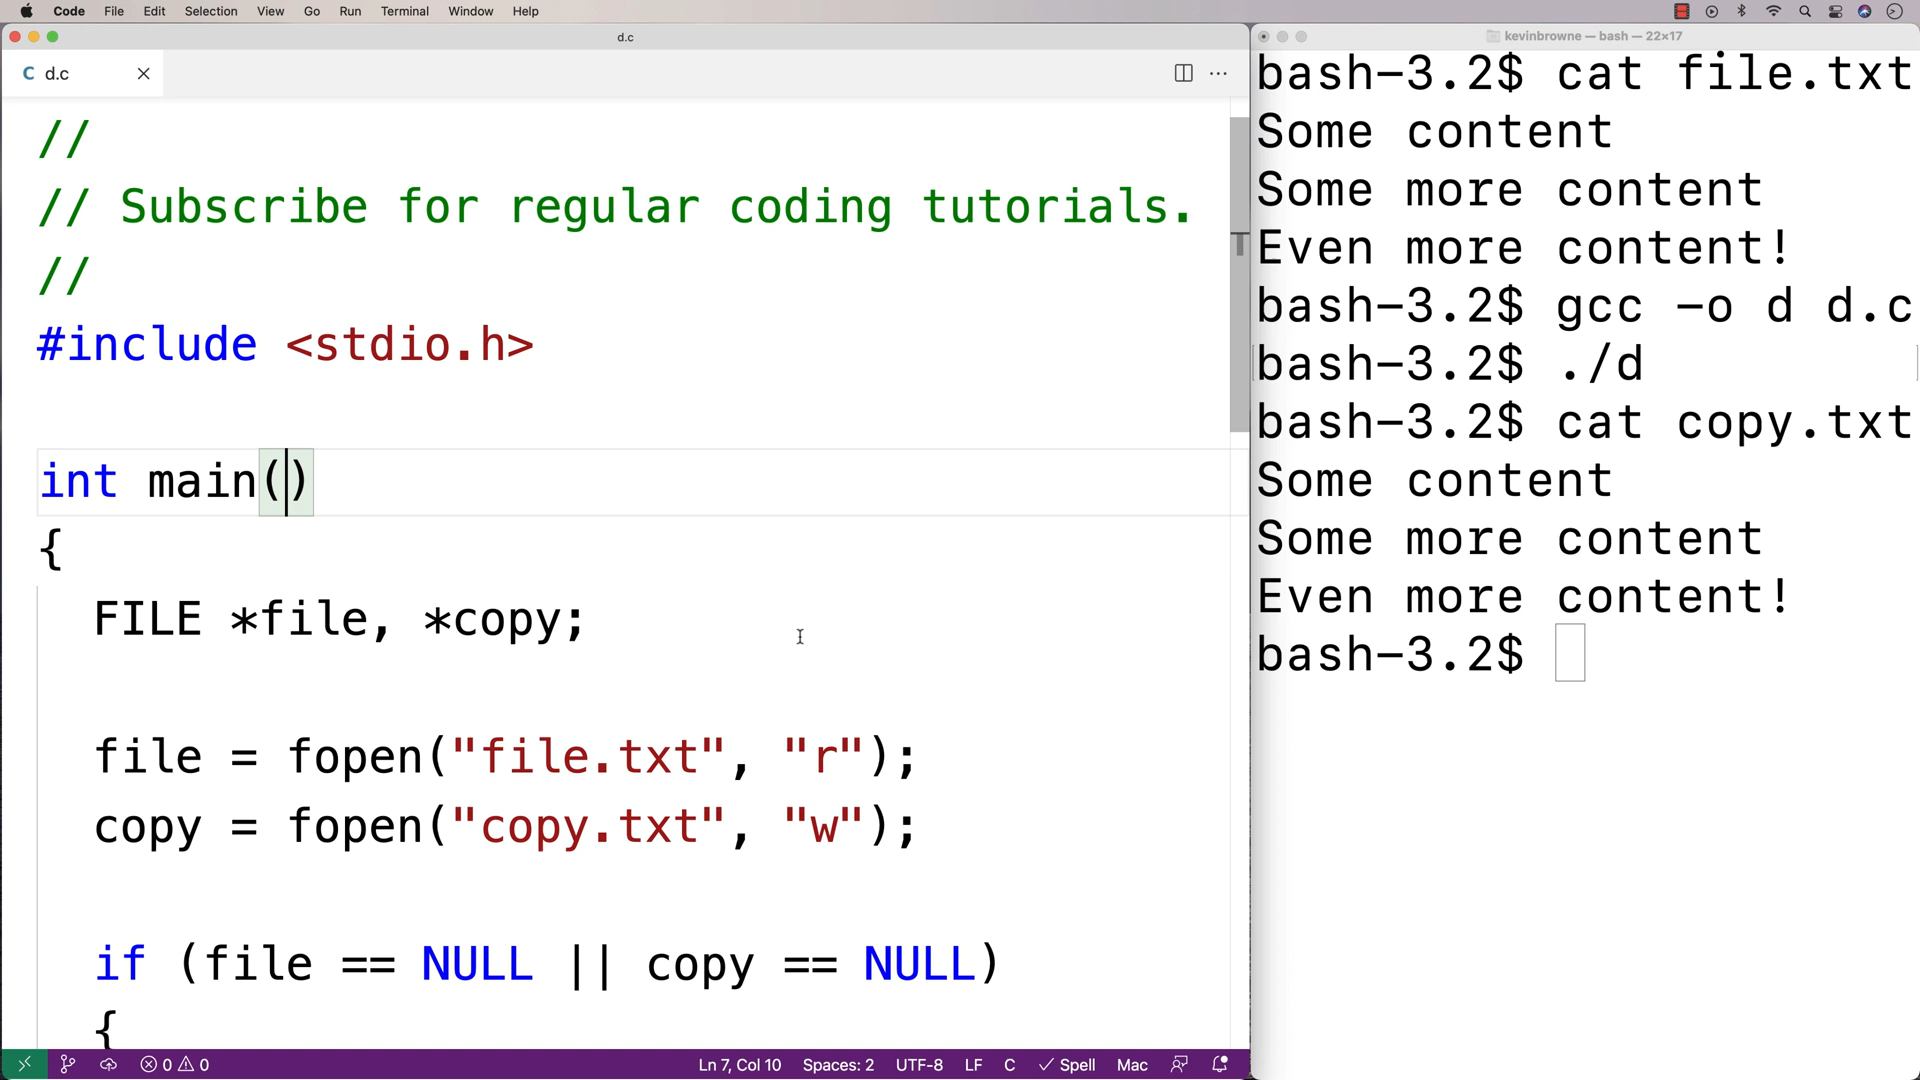 Code File Edit Selection View Go Run Terminal Window Help
d.c
C d.c
//
// Subscribe for regular coding tutorials.
//
#include <stdio.h>
int main()
{
FILE *file, *copy;
file = fopen("file.txt", "r");
copy = fopen("copy.txt", "w");
if (file == NULL || copy == NULL)
{
0 0 Ln 7, Col 10 Spaces: 2 UTF-8 LF C Spell Mac
kevinbrowne — bash — 22×17
bash-3.2$ cat file.txt
Some content
Some more content
Even more content!
bash-3.2$ gcc -o d d.c
bash-3.2$ ./d
bash-3.2$ cat copy.txt
Some content
Some more content
Even more content!
bash-3.2$